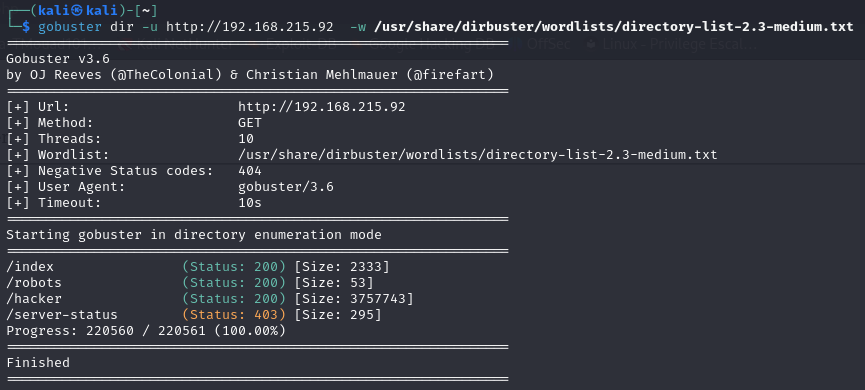 ┌──(kali㉿kali)-[~]
└─$ gobuster dir -u http://192.168.215.92  -w /usr/share/dirbuster/wordlists/directory-list-2.3-medium.txt
===============================================================
Gobuster v3.6
by OJ Reeves (@TheColonial) & Christian Mehlmauer (@firefart)
===============================================================
[+] Url:                     http://192.168.215.92
[+] Method:                  GET
[+] Threads:                 10
[+] Wordlist:                /usr/share/dirbuster/wordlists/directory-list-2.3-medium.txt
[+] Negative Status codes:   404
[+] User Agent:              gobuster/3.6
[+] Timeout:                 10s
===============================================================
Starting gobuster in directory enumeration mode
===============================================================
/index                (Status: 200) [Size: 2333]
/robots               (Status: 200) [Size: 53]
/hacker               (Status: 200) [Size: 3757743]
/server-status        (Status: 403) [Size: 295]
Progress: 220560 / 220561 (100.00%)
===============================================================
Finished
===============================================================